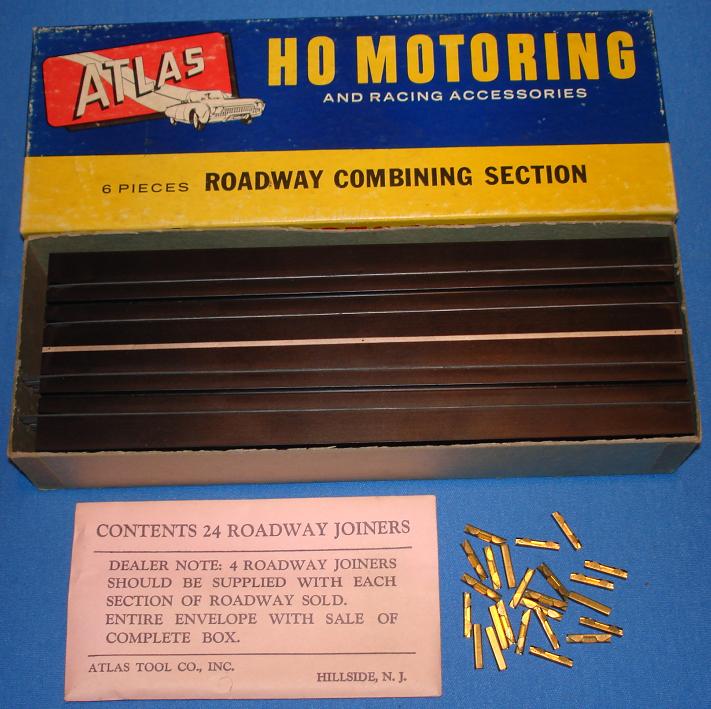 ATLAS
HO MOTORING
AND RACING ACCESSORIES
6 PIECES ROADWAY COMBINING SECTION
CONTENTS 24 ROADWAY JOINERS
DEALER NOTE: 4 ROADWAY JOINERS
SHOULD BE SUPPLIED WITH EACH
SECTION OF ROADWAY SOLD.
ENTIRE ENVELOPE WITH SALE OF
COMPLETE BOX.
ATLAS TOOL CO., INC.
HILLSIDE, N. J.